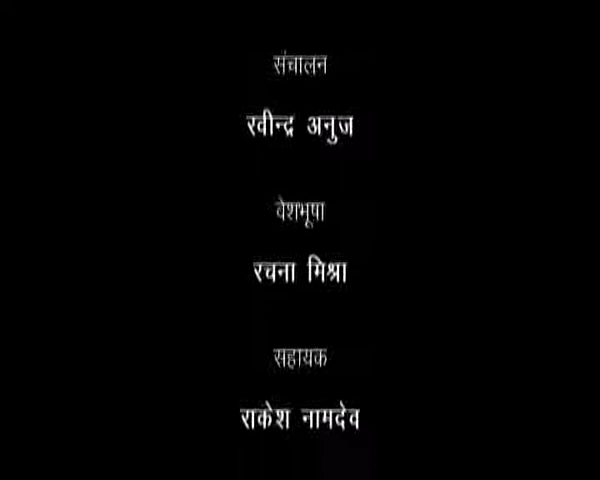 संचालन
रवीन्द्र अनुज
वेशभूषा
रचना मिश्रा
सहायक
राकेश नामदेव